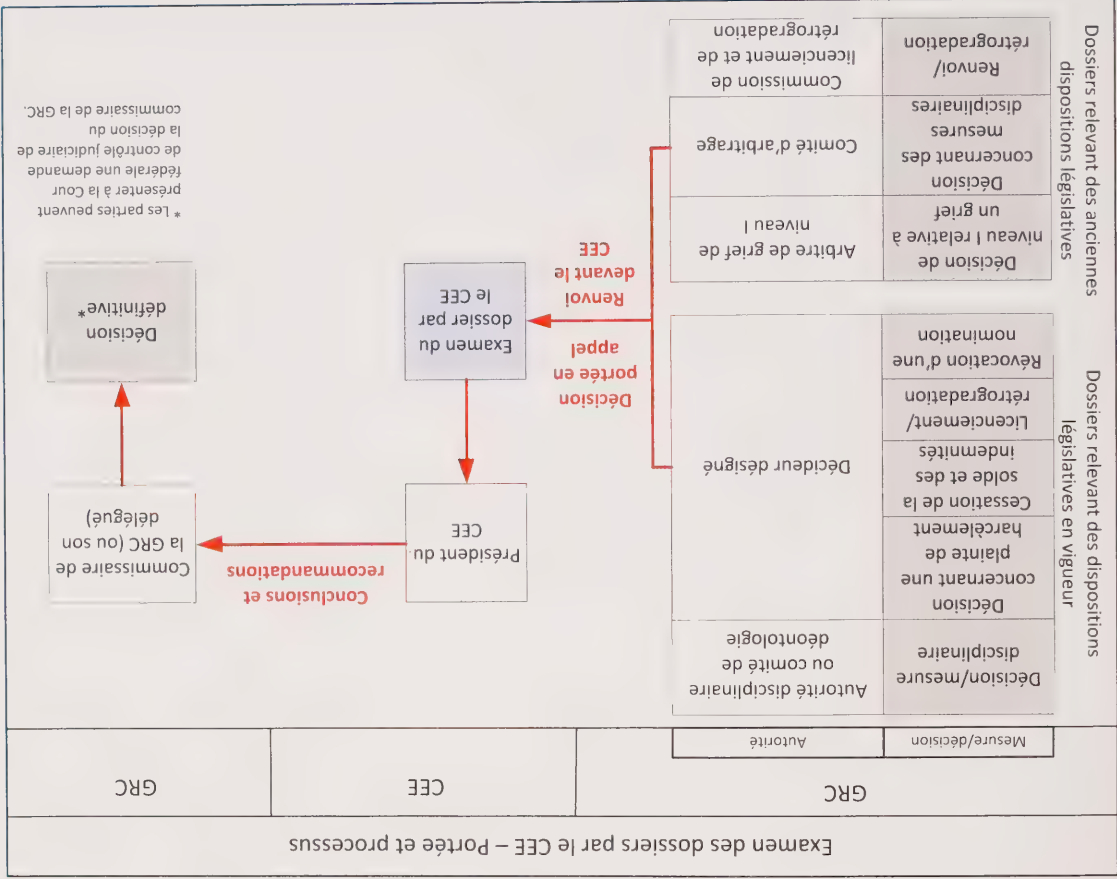 Examen des dossiers par le CEE – Portée et processus
GRC
CEE
GRC
Mesure/décision
Autorité
Dossiers relevant des dispositions
législatives en vigueur
Décision/mesure
disciplinaire
Autorité disciplinaire
ou comité de
déontologie
Décision
concernant une
plainte de
harcèlement
Cessation de la
solde et des
indemnités
Licenciement/
rétrogradation
Révocation d'une
nomination
Décideur désigné
Dossiers relevant des anciennes
dispositions législatives
Décision de
niveau I relative à
un grief
Arbitre de grief de
niveau I
Décision
concernant des
mesures
disciplinaires
Comité d'arbitrage
Renvoi/
rétrogradation
Commission de
licenciement et de
rétrogradation
Décision
portée en
appel
Renvoi
devant le
CEE
Président du
CEE
Examen du
dossier par
le CEE
Conclusions et
recommandations
Commissaire de
la GRC (ou son
délégué)
Décision
définitive*
* Les parties peuvent
présenter à la Cour
fédérale une demande
de contrôle judiciaire de
la décision du
commissaire de la GRC.